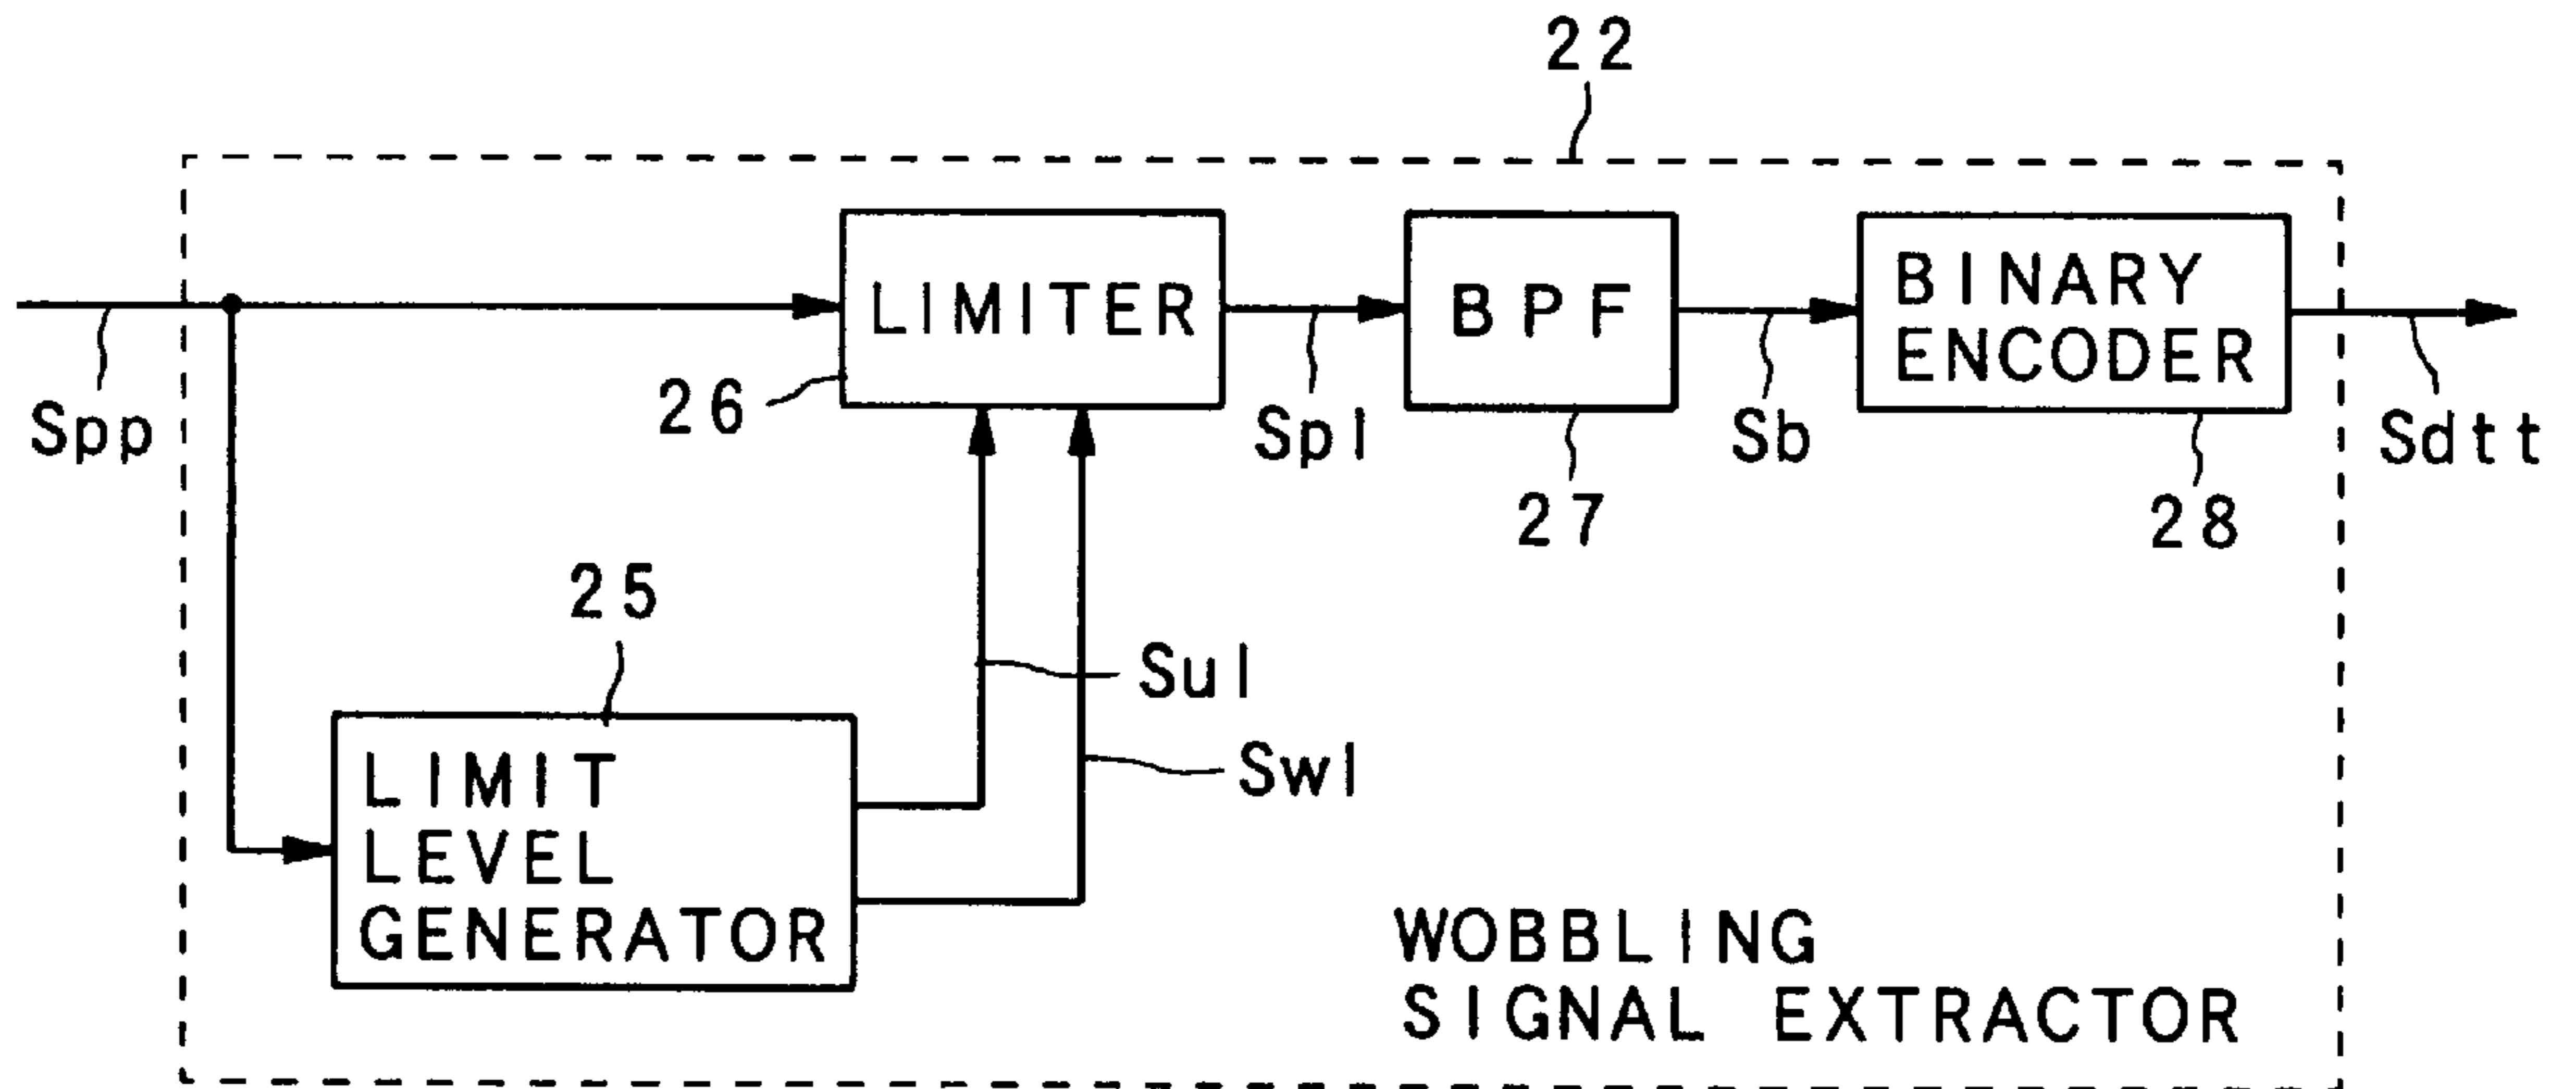 22
LIMITER
BPF
BINARY
ENCODER
26
Spp
Spl
Sb
Sdtt
27
28
25
Sul
Swl
LIMIT
LEVEL
GENERATOR
WOBBLING
SIGNAL EXTRACTOR